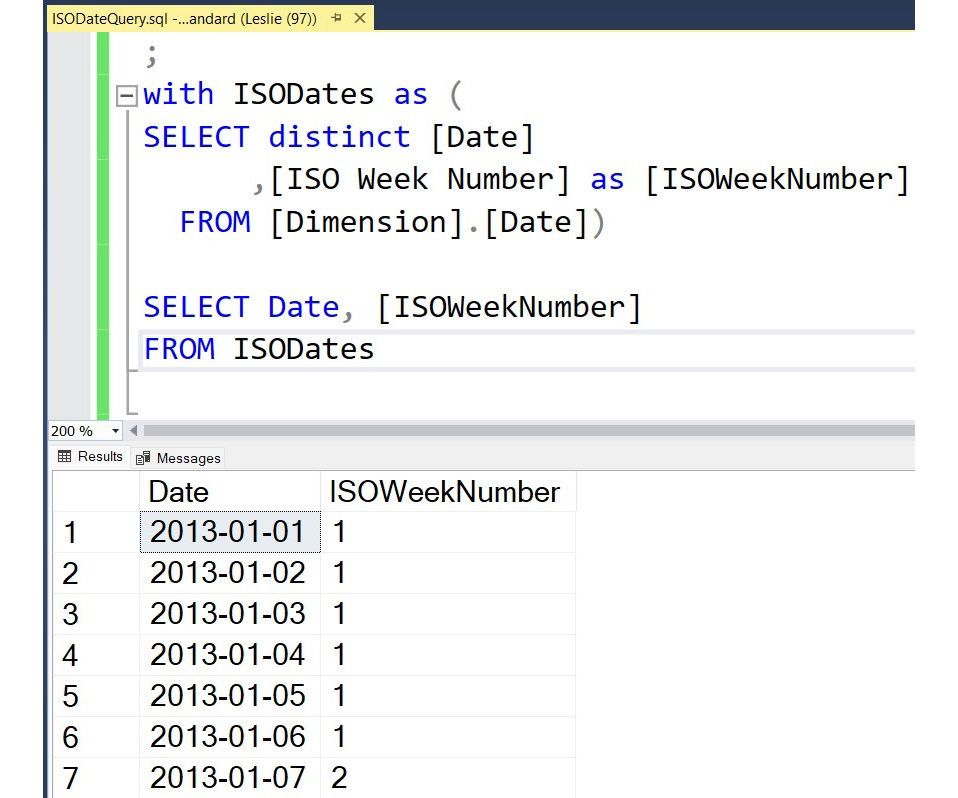 ISODateQuery.sql -...andard (Leslie (97))
;
with ISODates as (
SELECT distinct [Date]
,[ISO Week Number] as [ISOWeekNumber]
FROM [Dimension].[Date])
SELECT Date, [ISOWeekNumber]
FROM ISODates
200 %
Results Messages
Date ISOWeekNumber
1 2013-01-01 1
2 2013-01-02 1
3 2013-01-03 1
4 2013-01-04 1
5 2013-01-05 1
6 2013-01-06 1
7 2013-01-07 2